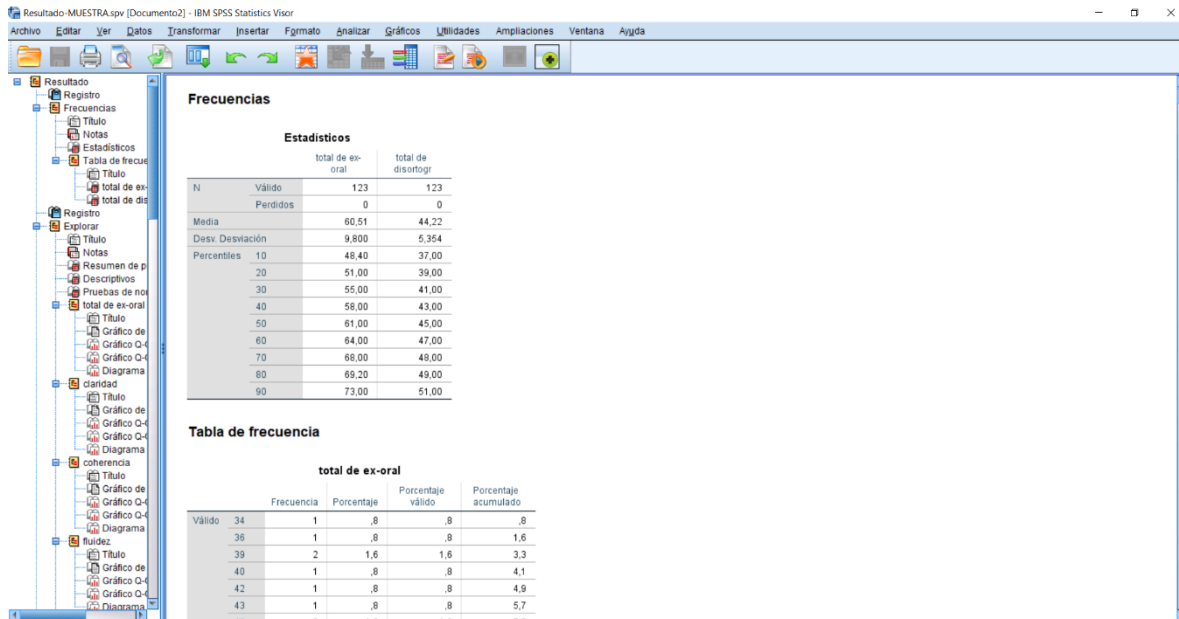 Resultado-MUESTRA.spv [Documento2] - IBM SPSS Statistics Visor
Archivo Editar Ver Datos Transformar Insertar Formato Analizar Gráficos Utilidades Ampliaciones Ventana Ayuda
Resultado
Registro
Frecuencias
Título
Notas
Estadísticos
Tabla de frecue
Título
total de ex-
total de dis
Registro
Explorar
Título
Notas
Resumen de p
Descriptivos
Pruebas de nor
total de ex-oral
Título
Gráfico de
Gráfico Q-Q
Gráfico Q-Q
Diagrama
claridad
Título
Gráfico de
Gráfico Q-Q
Gráfico Q-Q
Diagrama
coherencia
Título
Gráfico de
Gráfico Q-Q
Gráfico Q-Q
Diagrama
fluidez
Título
Gráfico de
Gráfico Q-Q
Gráfico Q-Q
Diagrama
Frecuencias
Estadísticos
total de ex-oral total de disortogr
N Válido 123 123
Perdidos 0 0
Media 60,51 44,22
Desv. Desviación 9,800 5,354
Percentiles 10 48,40 37,00
20 51,00 39,00
30 55,00 41,00
40 58,00 43,00
50 61,00 45,00
60 64,00 47,00
70 68,00 48,00
80 69,20 49,00
90 73,00 51,00
Tabla de frecuencia
total de ex-oral
Frecuencia Porcentaje Porcentaje válido Porcentaje acumulado
Válido 34 1 ,8 ,8 ,8
36 1 ,8 ,8 1,6
39 2 1,6 1,6 3,3
40 1 ,8 ,8 4,1
42 1 ,8 ,8 4,9
43 1 ,8 ,8 5,7